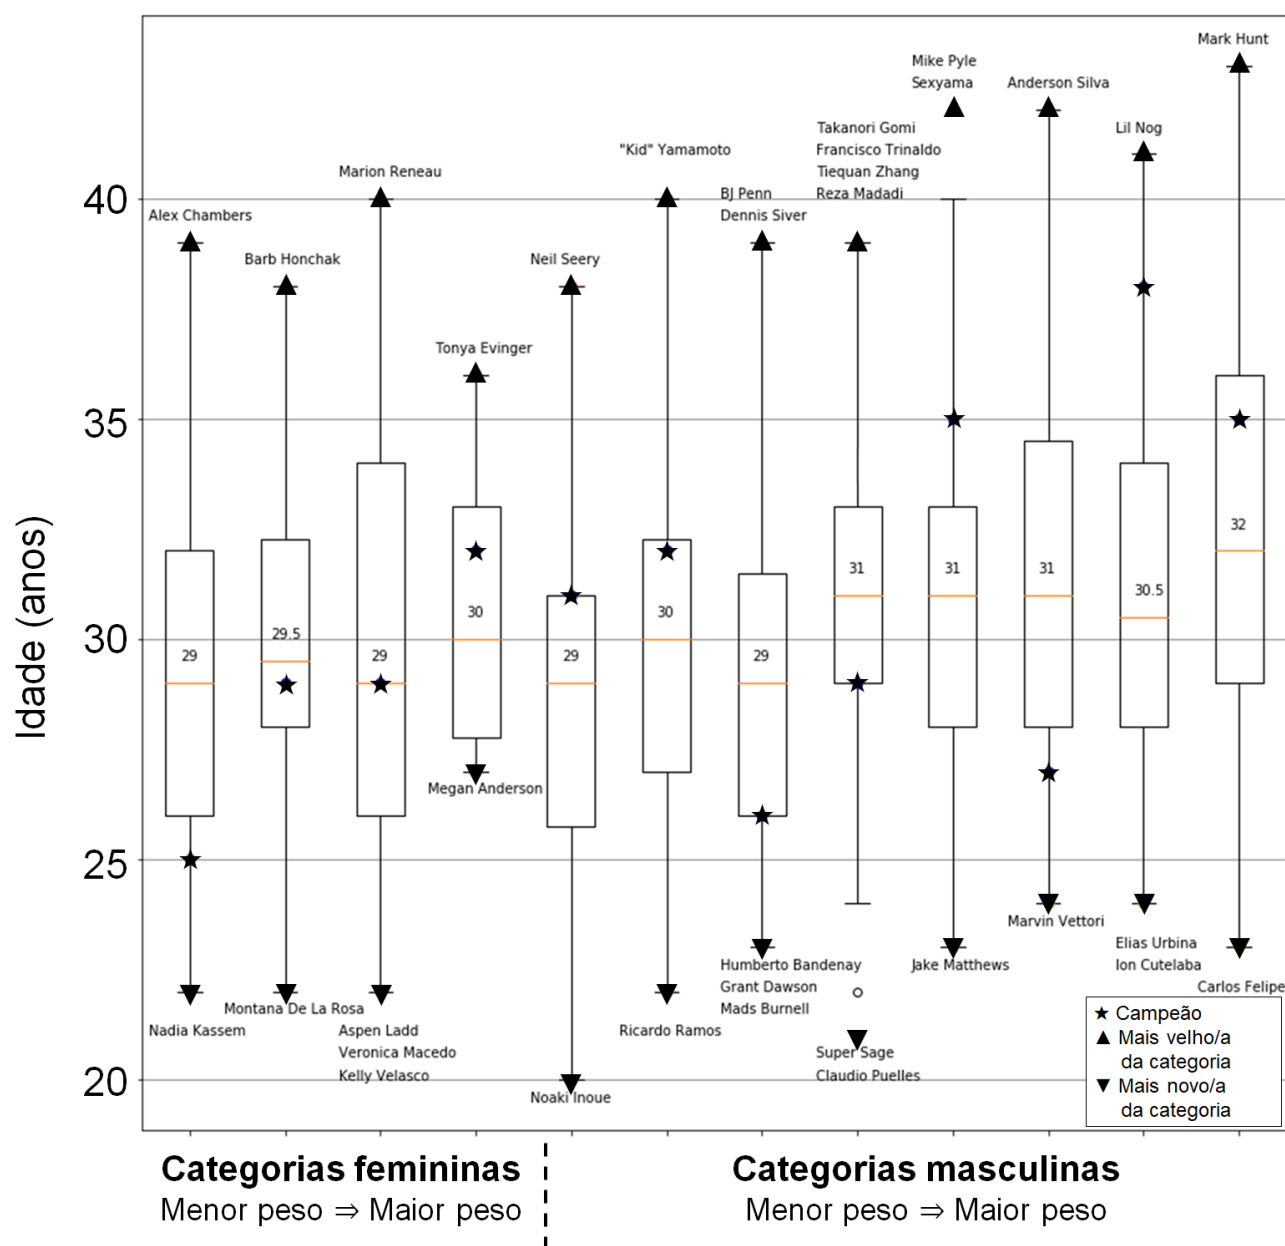 Mark Hunt
Mike Pyle
Sexyama
Anderson Silva
Takanori Gomi
Francisco Trinaldo
Tiequan Zhang
Reza Madadi
Lil Nog
"Kid" Yamamoto
Marion Reneau
BJ Penn
Dennis Siver
Alex Chambers
Barb Honchak
Neil Seery
Tonya Evinger
40
35
30
25
20
Idade (anos)
29
29.5
29
30
29
30
29
31
31
31
30.5
32
Megan Anderson
Nadia Kassem
Montana De La Rosa
Aspen Ladd
Veronica Macedo
Kelly Velasco
Noaki Inoue
Ricardo Ramos
Humberto Bandenay
Grant Dawson
Mads Burnell
Super Sage
Claudio Puelles
Jake Matthews
Marvin Vettori
Elias Urbina
Ion Cutelaba
Carlos Felipe
★ Campeão
▲ Mais velho/a
da categoria
▼ Mais novo/a
da categoria
Categorias femininas
Menor peso ⇒ Maior peso
Categorias masculinas
Menor peso ⇒ Maior peso